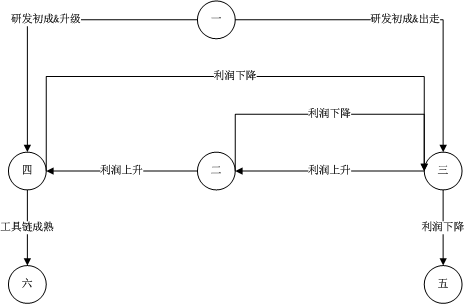 研发初成&升级
一
研发初成&出走
利润下降
利润下降
四
利润上升
二
利润上升
三
工具链成熟
利润下降
六
五